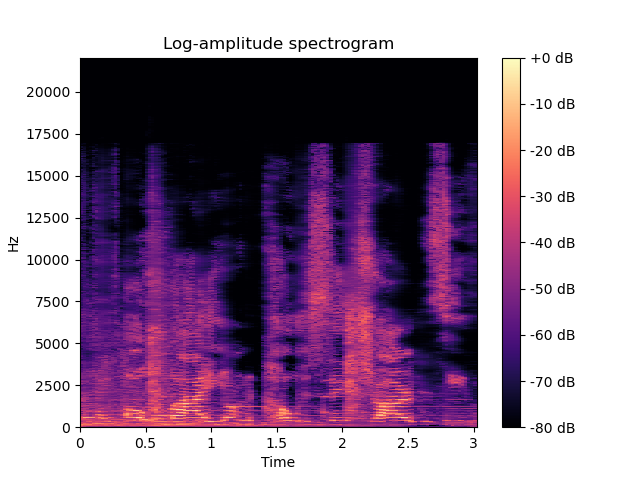 Log-amplitude spectrogram
Hz
20000
17500
15000
12500
10000
7500
5000
2500
0
0 0.5 1 1.5 2 2.5 3
Time
+0 dB
-10 dB
-20 dB
-30 dB
-40 dB
-50 dB
-60 dB
-70 dB
-80 dB